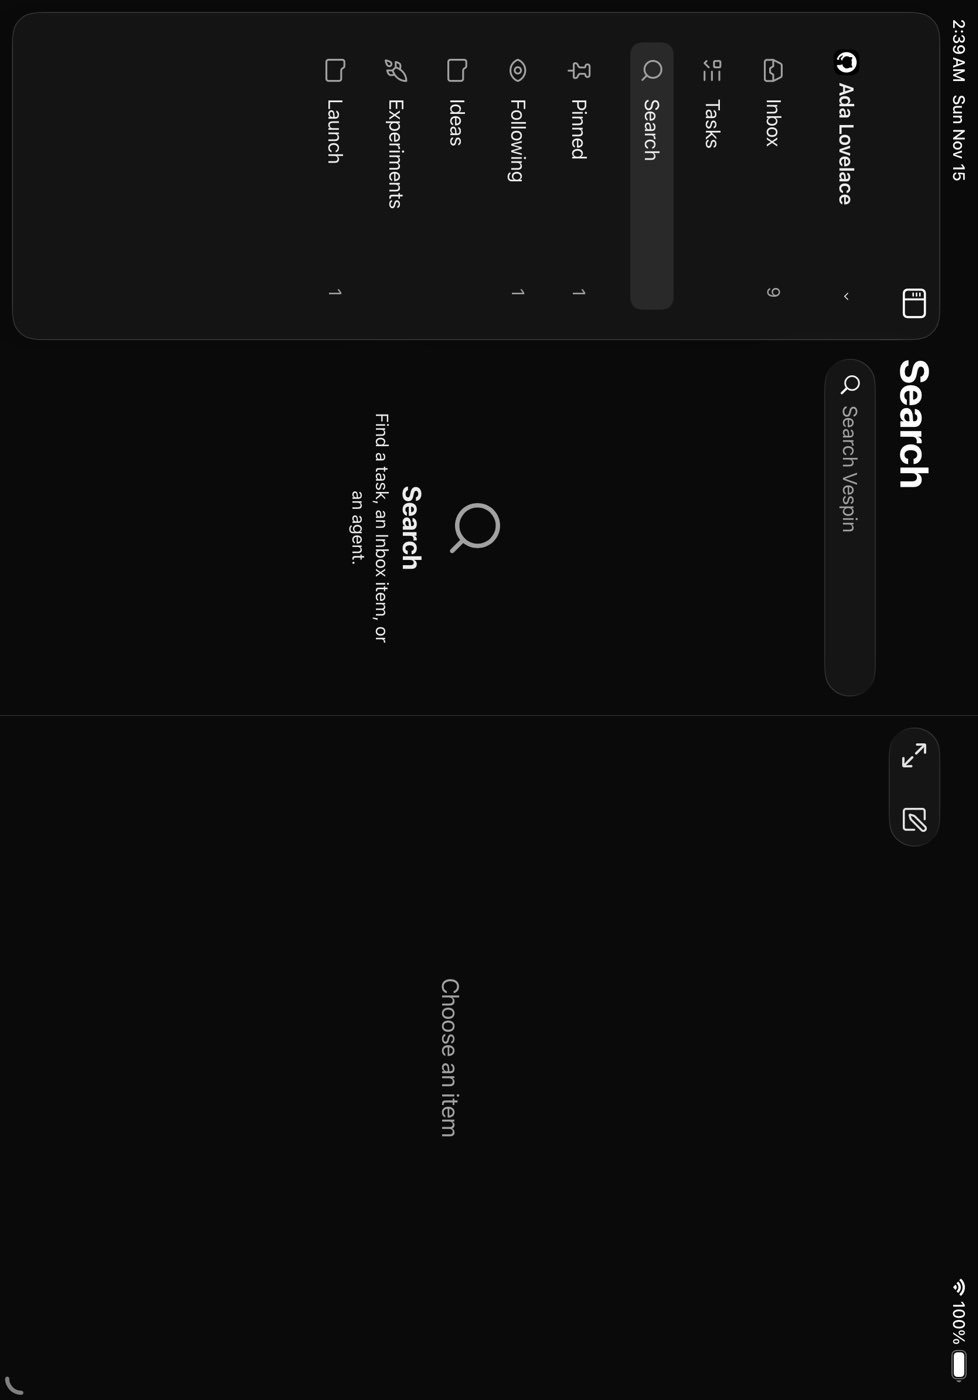 2:39 AM Sun Nov 15
100%
Ada Lovelace
Inbox 9
Tasks
Search
Pinned 1
Following 1
Ideas
Experiments
Launch 1
Search
Search Vespin
Search
Find a task, an Inbox item, or
an agent.
Choose an item